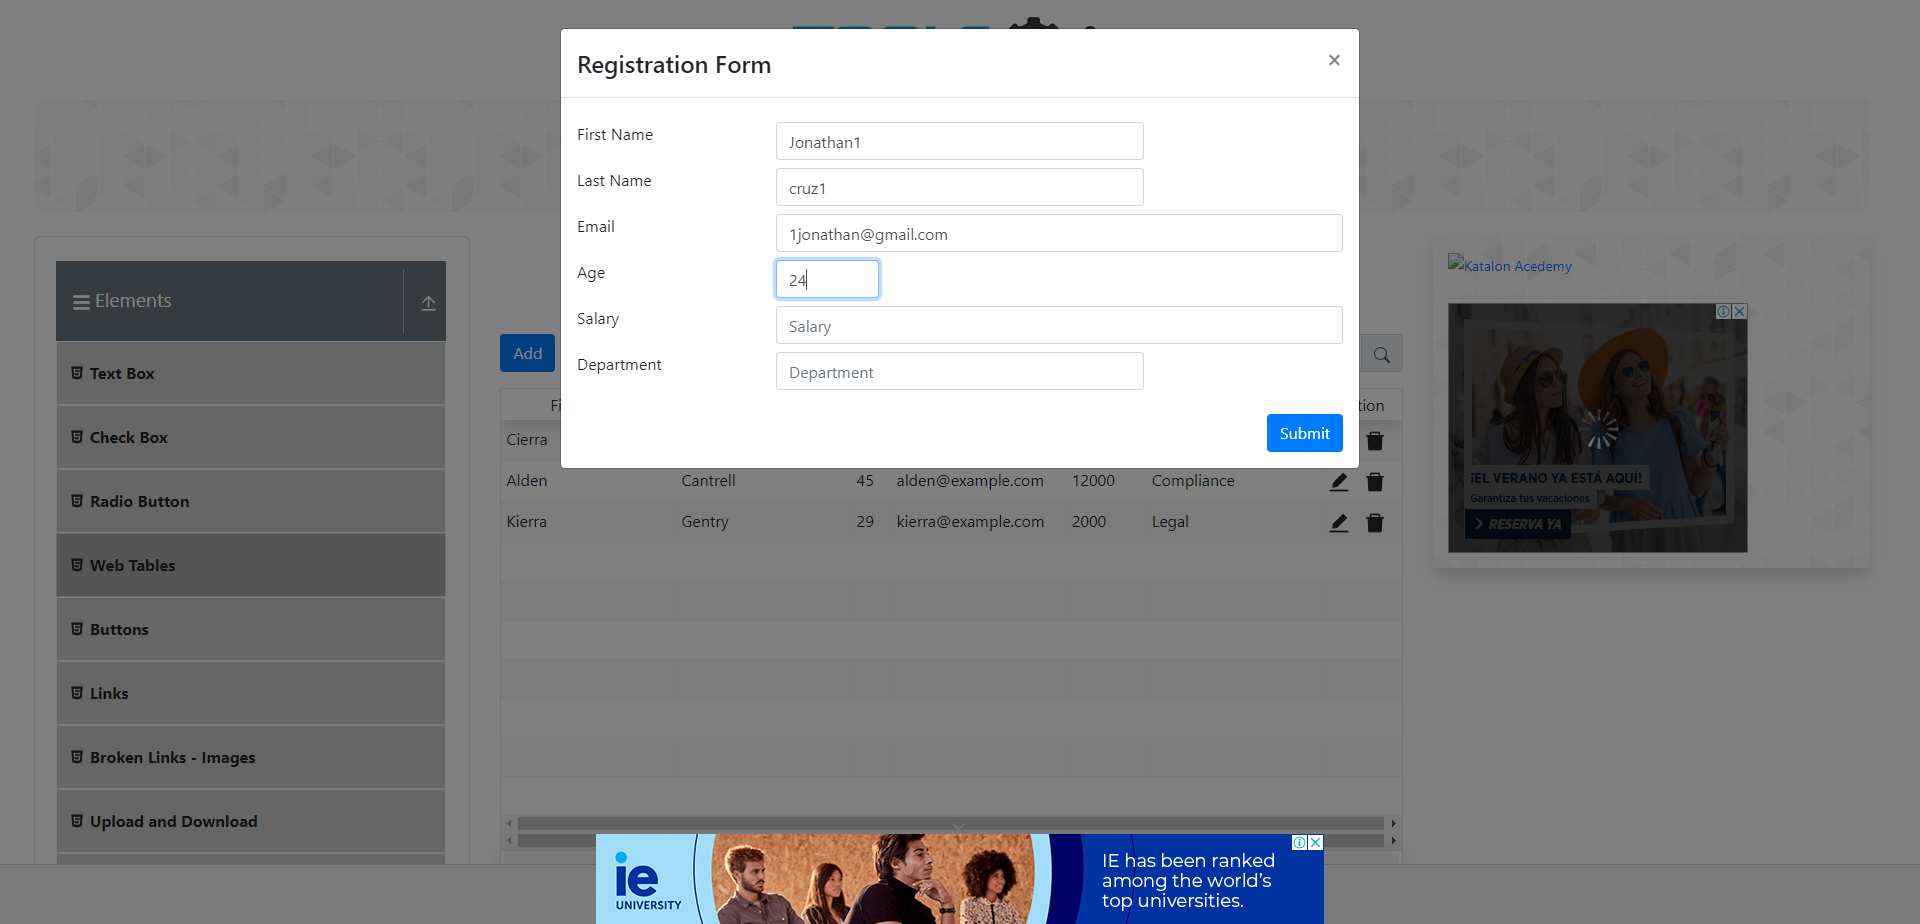 Registration Form
×
First Name
Jonathan1
Last Name
cruz1
Email
1jonathan@gmail.com
Age
24
Salary
Salary
Department
Department
Submit
Elements
Text Box
Check Box
Radio Button
Web Tables
Buttons
Links
Broken Links - Images
Upload and Download
Add
Cierra
Alden Cantrell 45 alden@example.com 12000 Compliance
Kierra Gentry 29 kierra@example.com 2000 Legal
Katalon Acedemy
¡EL VERANO YA ESTÁ AQUÍ!
Garantiza tus vacaciones
RESERVA YA
ie
UNIVERSITY
IE has been ranked
among the world's
top universities.